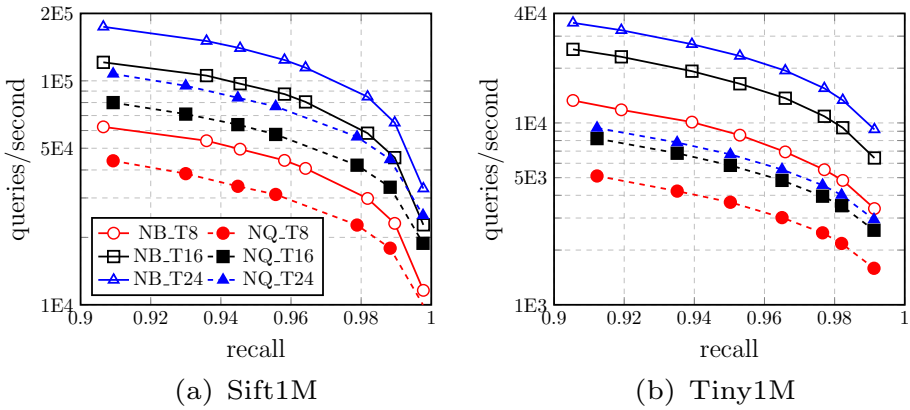 2E5
1E5
5E4
1E4
queries/second
NB_T8 NQ_T8
NB_T16 NQ_T16
NB_T24 NQ_T24
0.9 0.92 0.94 0.96 0.98 1
recall
(a) Sift1M
4E4
1E4
5E3
1E3
queries/second
0.9 0.92 0.94 0.96 0.98 1
recall
(b) Tiny1M